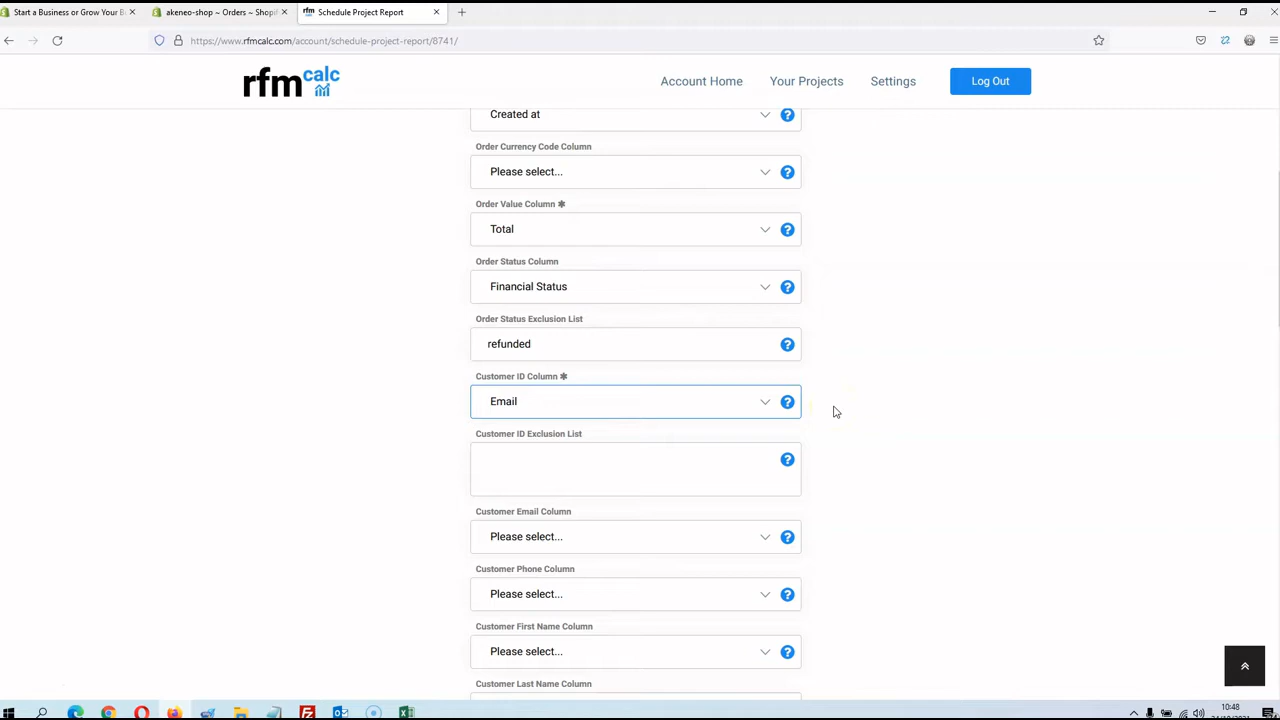 Start a Business or Grow Your B
akeneo-shop ~ Orders ~ Shopif
Schedule Project Report
https://www.rfmcalc.com/account/schedule-project-report/8741/
rfmcalc
Account Home
Your Projects
Settings
Log Out
Created at
Order Currency Code Column
Please select...
Order Value Column ✱
Total
Order Status Column
Financial Status
Order Status Exclusion List
refunded
Customer ID Column ✱
Email
Customer ID Exclusion List
Customer Email Column
Please select...
Customer Phone Column
Please select...
Customer First Name Column
Please select...
Customer Last Name Column
10:48
24/10/2021